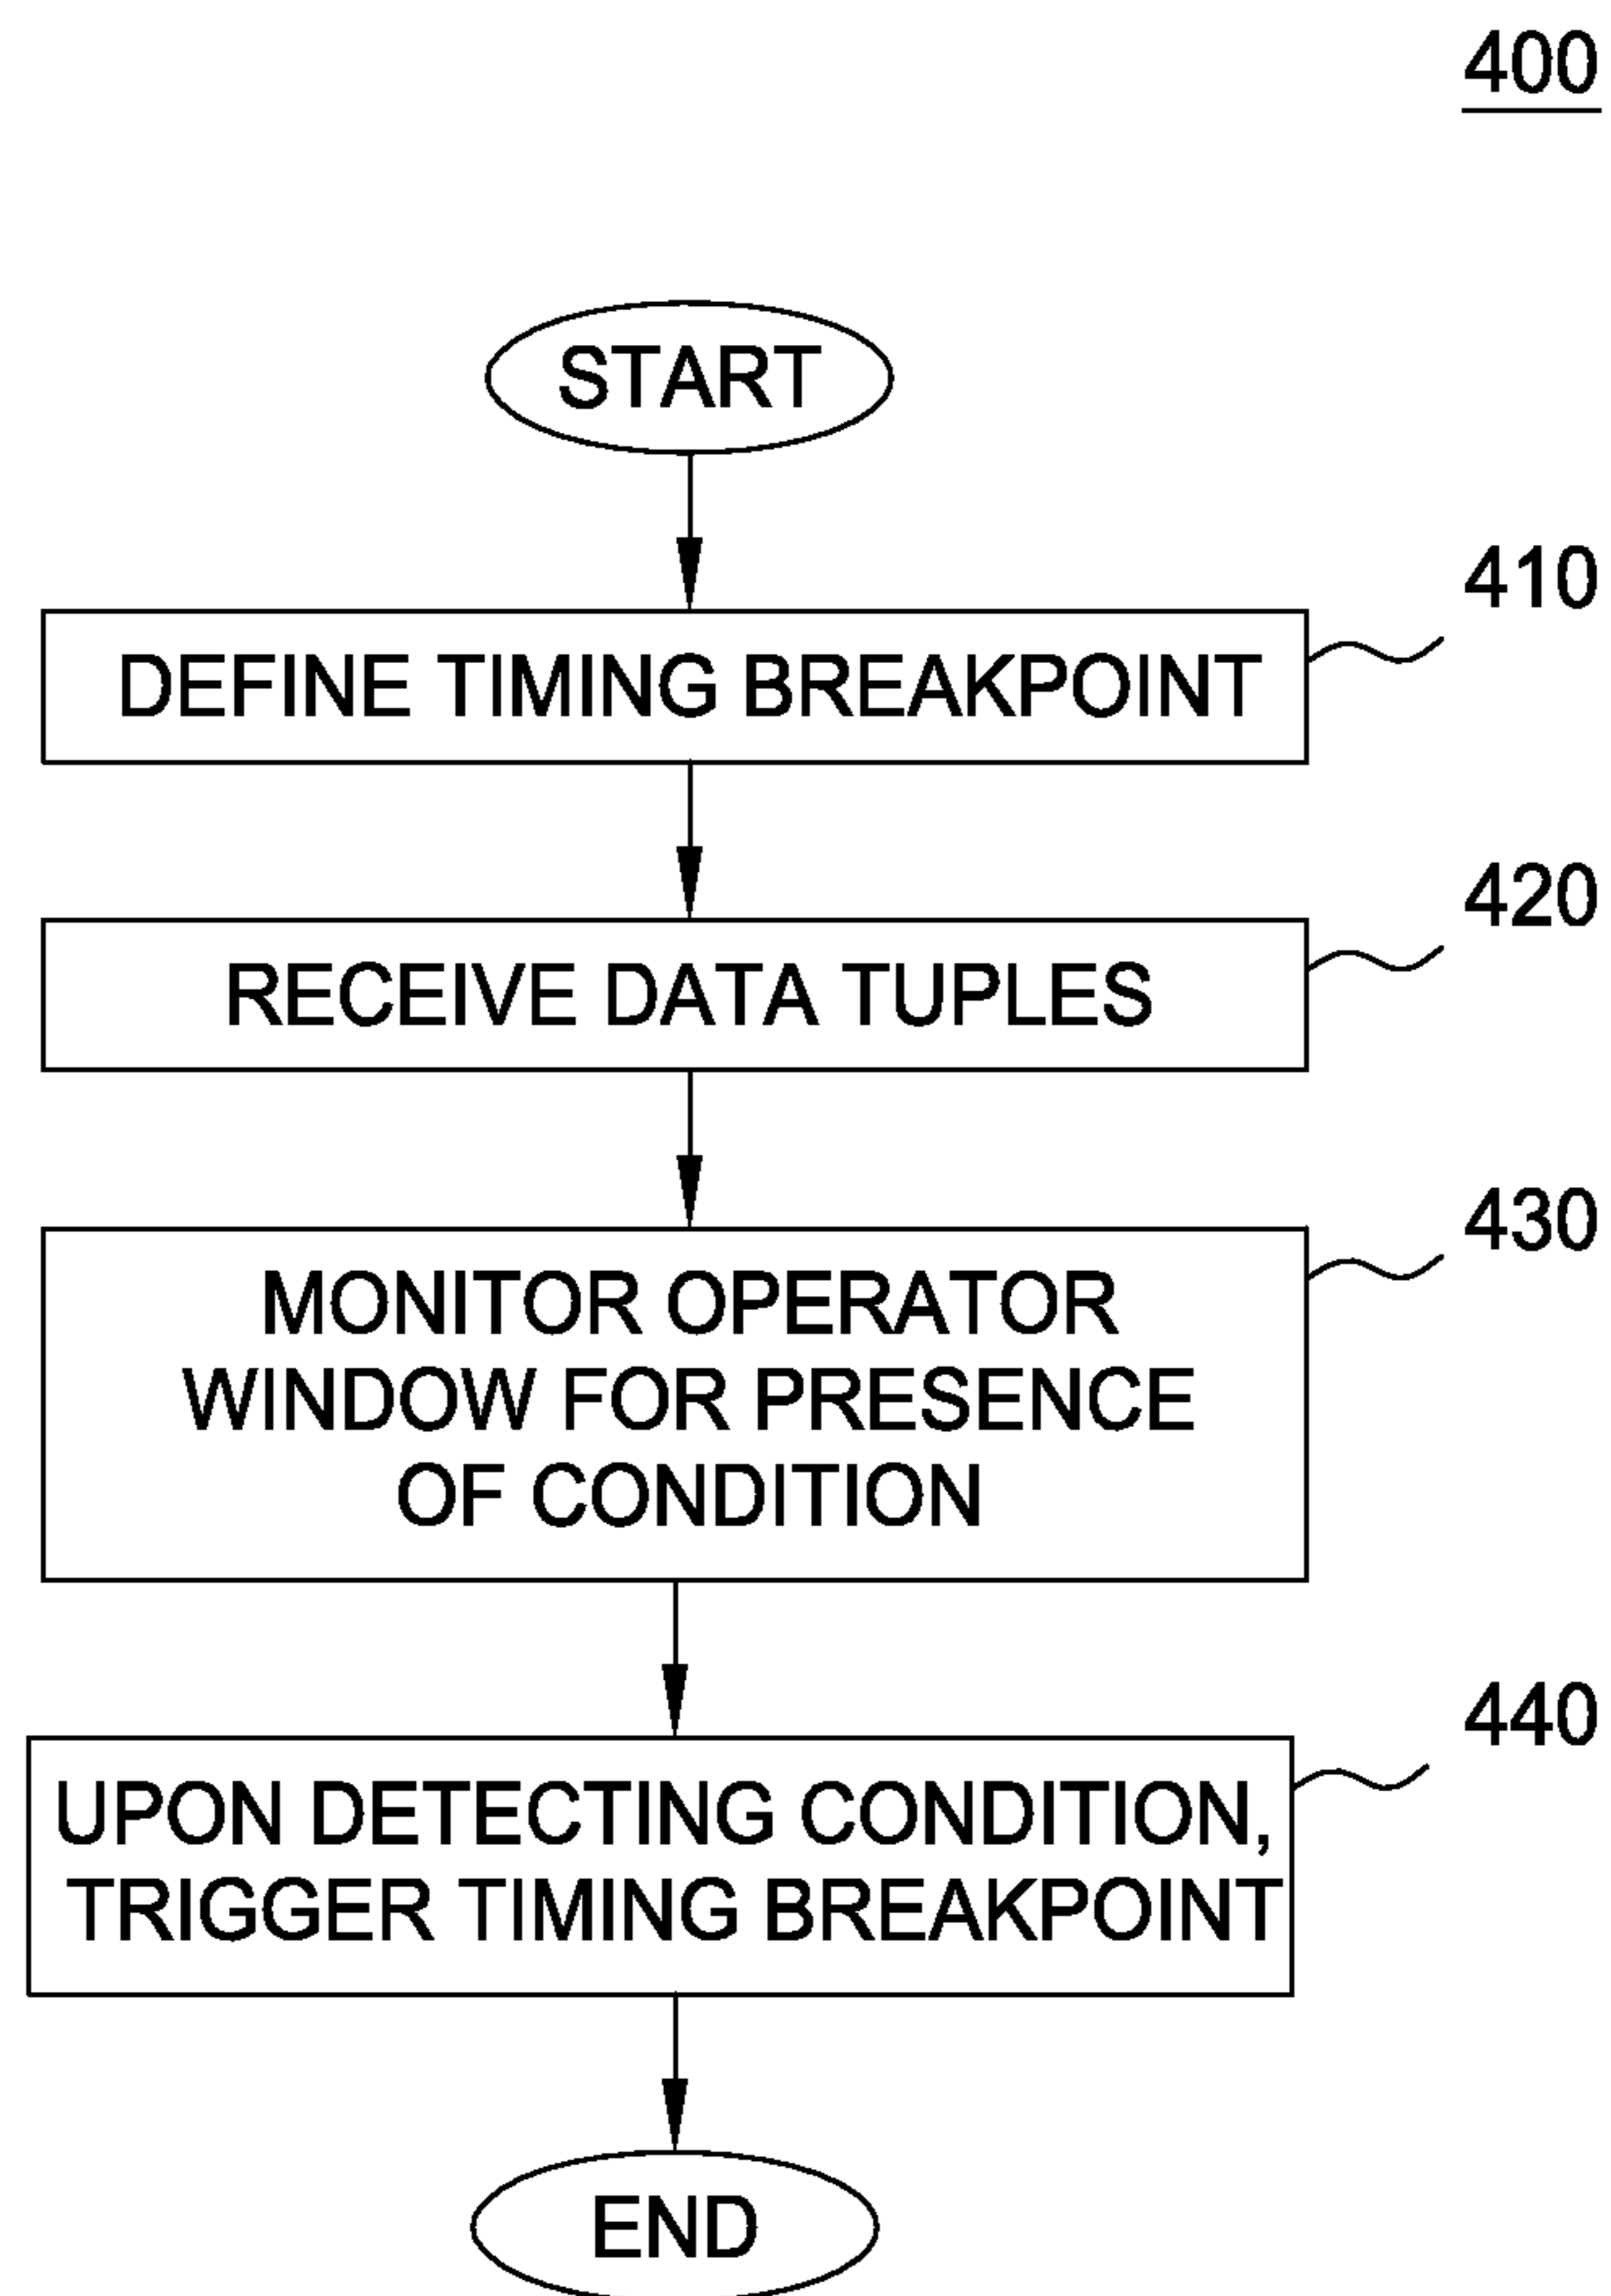 400
START
410
DEFINE TIMING BREAKPOINT
420
RECEIVE DATA TUPLES
430
MONITOR OPERATOR
WINDOW FOR PRESENCE
OF CONDITION
440
UPON DETECTING CONDITION,
TRIGGER TIMING BREAKPOINT
END